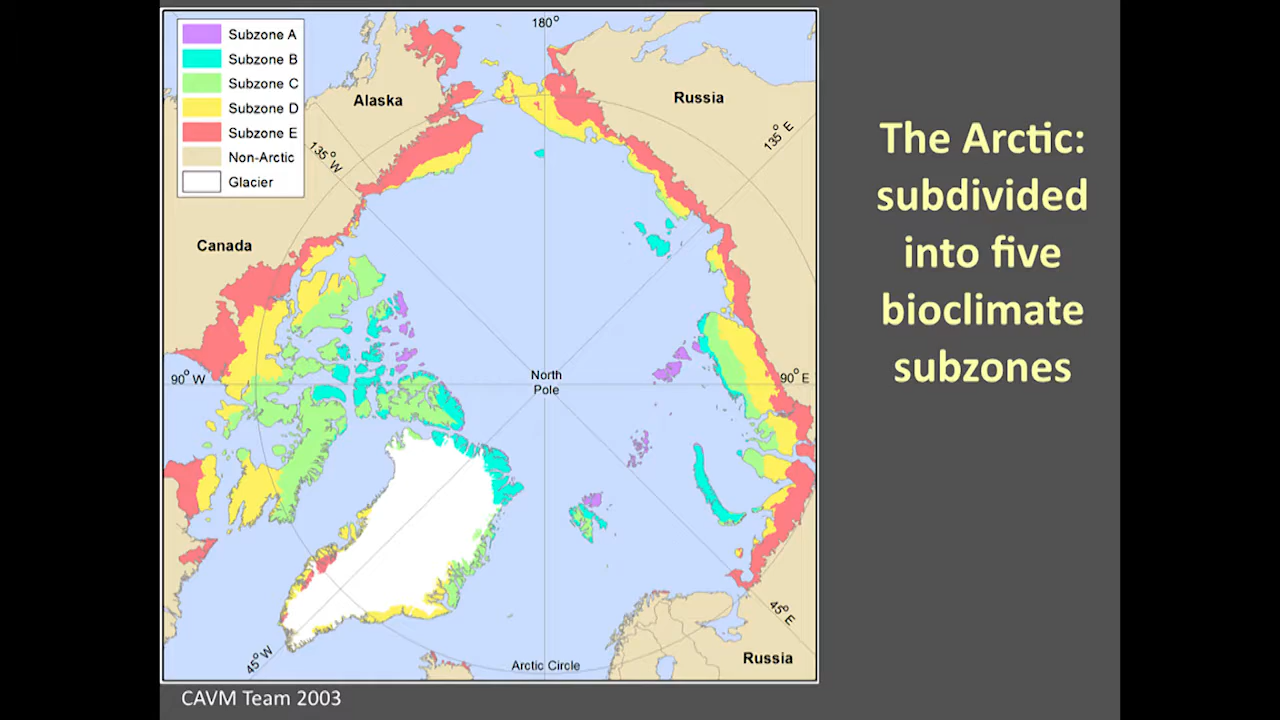 Subzone A
Subzone B
Subzone C
Subzone D
Subzone E
Non-Arctic
Glacier
180°
Alaska
Russia
135° W
135° E
Canada
90° W
North
Pole
90° E
45° W
Arctic Circle
45° E
Russia
The Arctic:
subdivided
into five
bioclimate
subzones
CAVM Team 2003